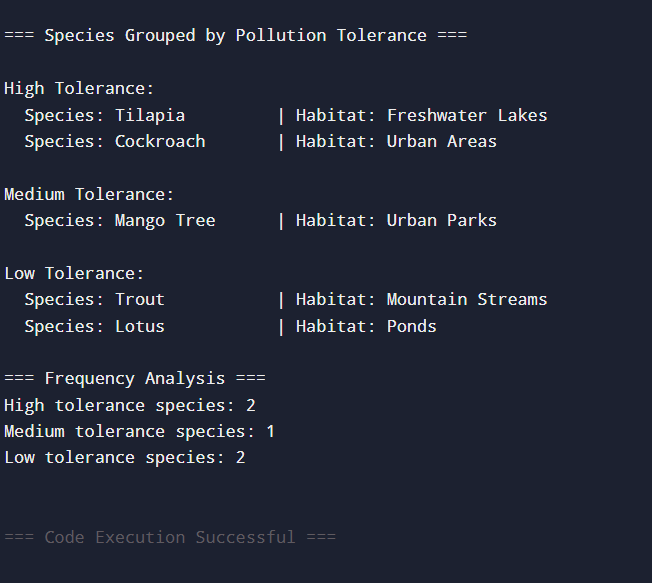 === Species Grouped by Pollution Tolerance ===
High Tolerance:
Species: Tilapia | Habitat: Freshwater Lakes
Species: Cockroach | Habitat: Urban Areas
Medium Tolerance:
Species: Mango Tree | Habitat: Urban Parks
Low Tolerance:
Species: Trout | Habitat: Mountain Streams
Species: Lotus | Habitat: Ponds
=== Frequency Analysis ===
High tolerance species: 2
Medium tolerance species: 1
Low tolerance species: 2
=== Code Execution Successful ===